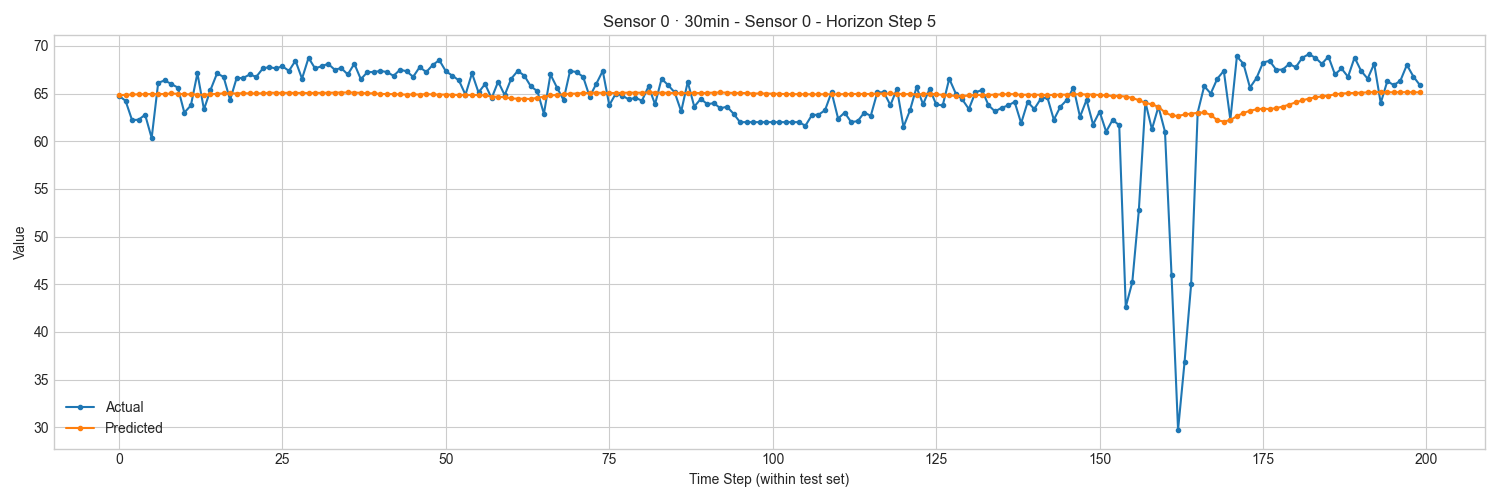 Sensor 0 · 30min - Sensor 0 - Horizon Step 5
Value
70
65
60
55
50
45
40
35
30
Actual
Predicted
0 25 50 75 100 125 150 175 200
Time Step (within test set)